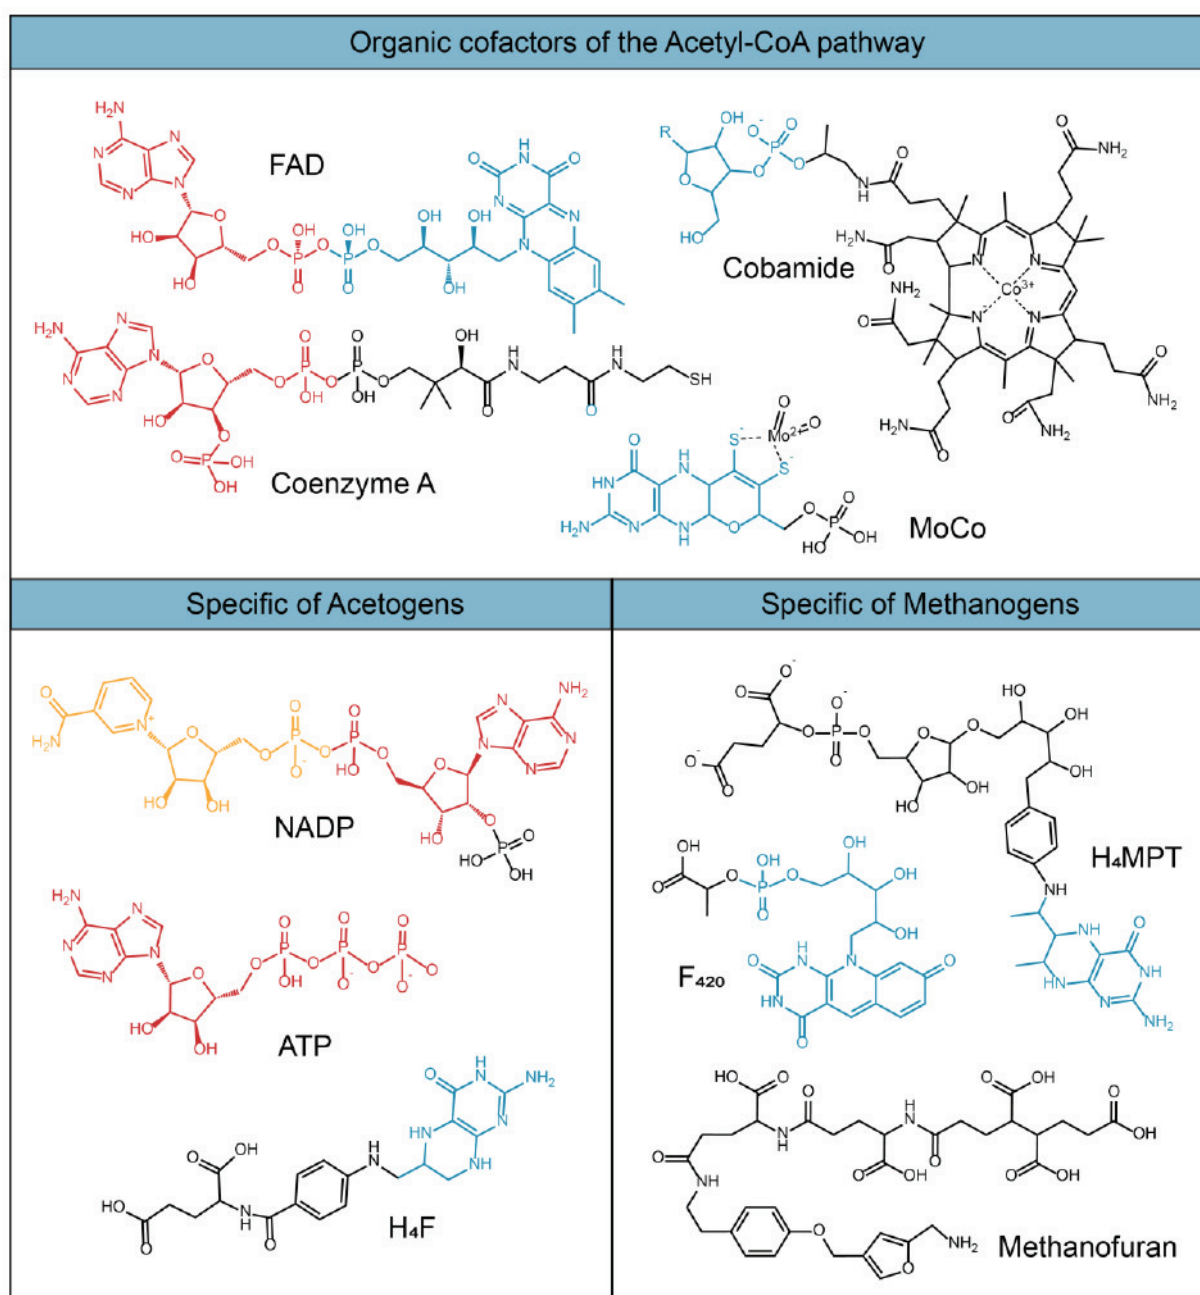 Organic cofactors of the Acetyl-CoA pathway
FAD
Cobamide
Coenzyme A
MoCo
Specific of Acetogens
Specific of Methanogens
NADP
H₄MPT
F₄₂₀
ATP
H₄F
Methanofuran